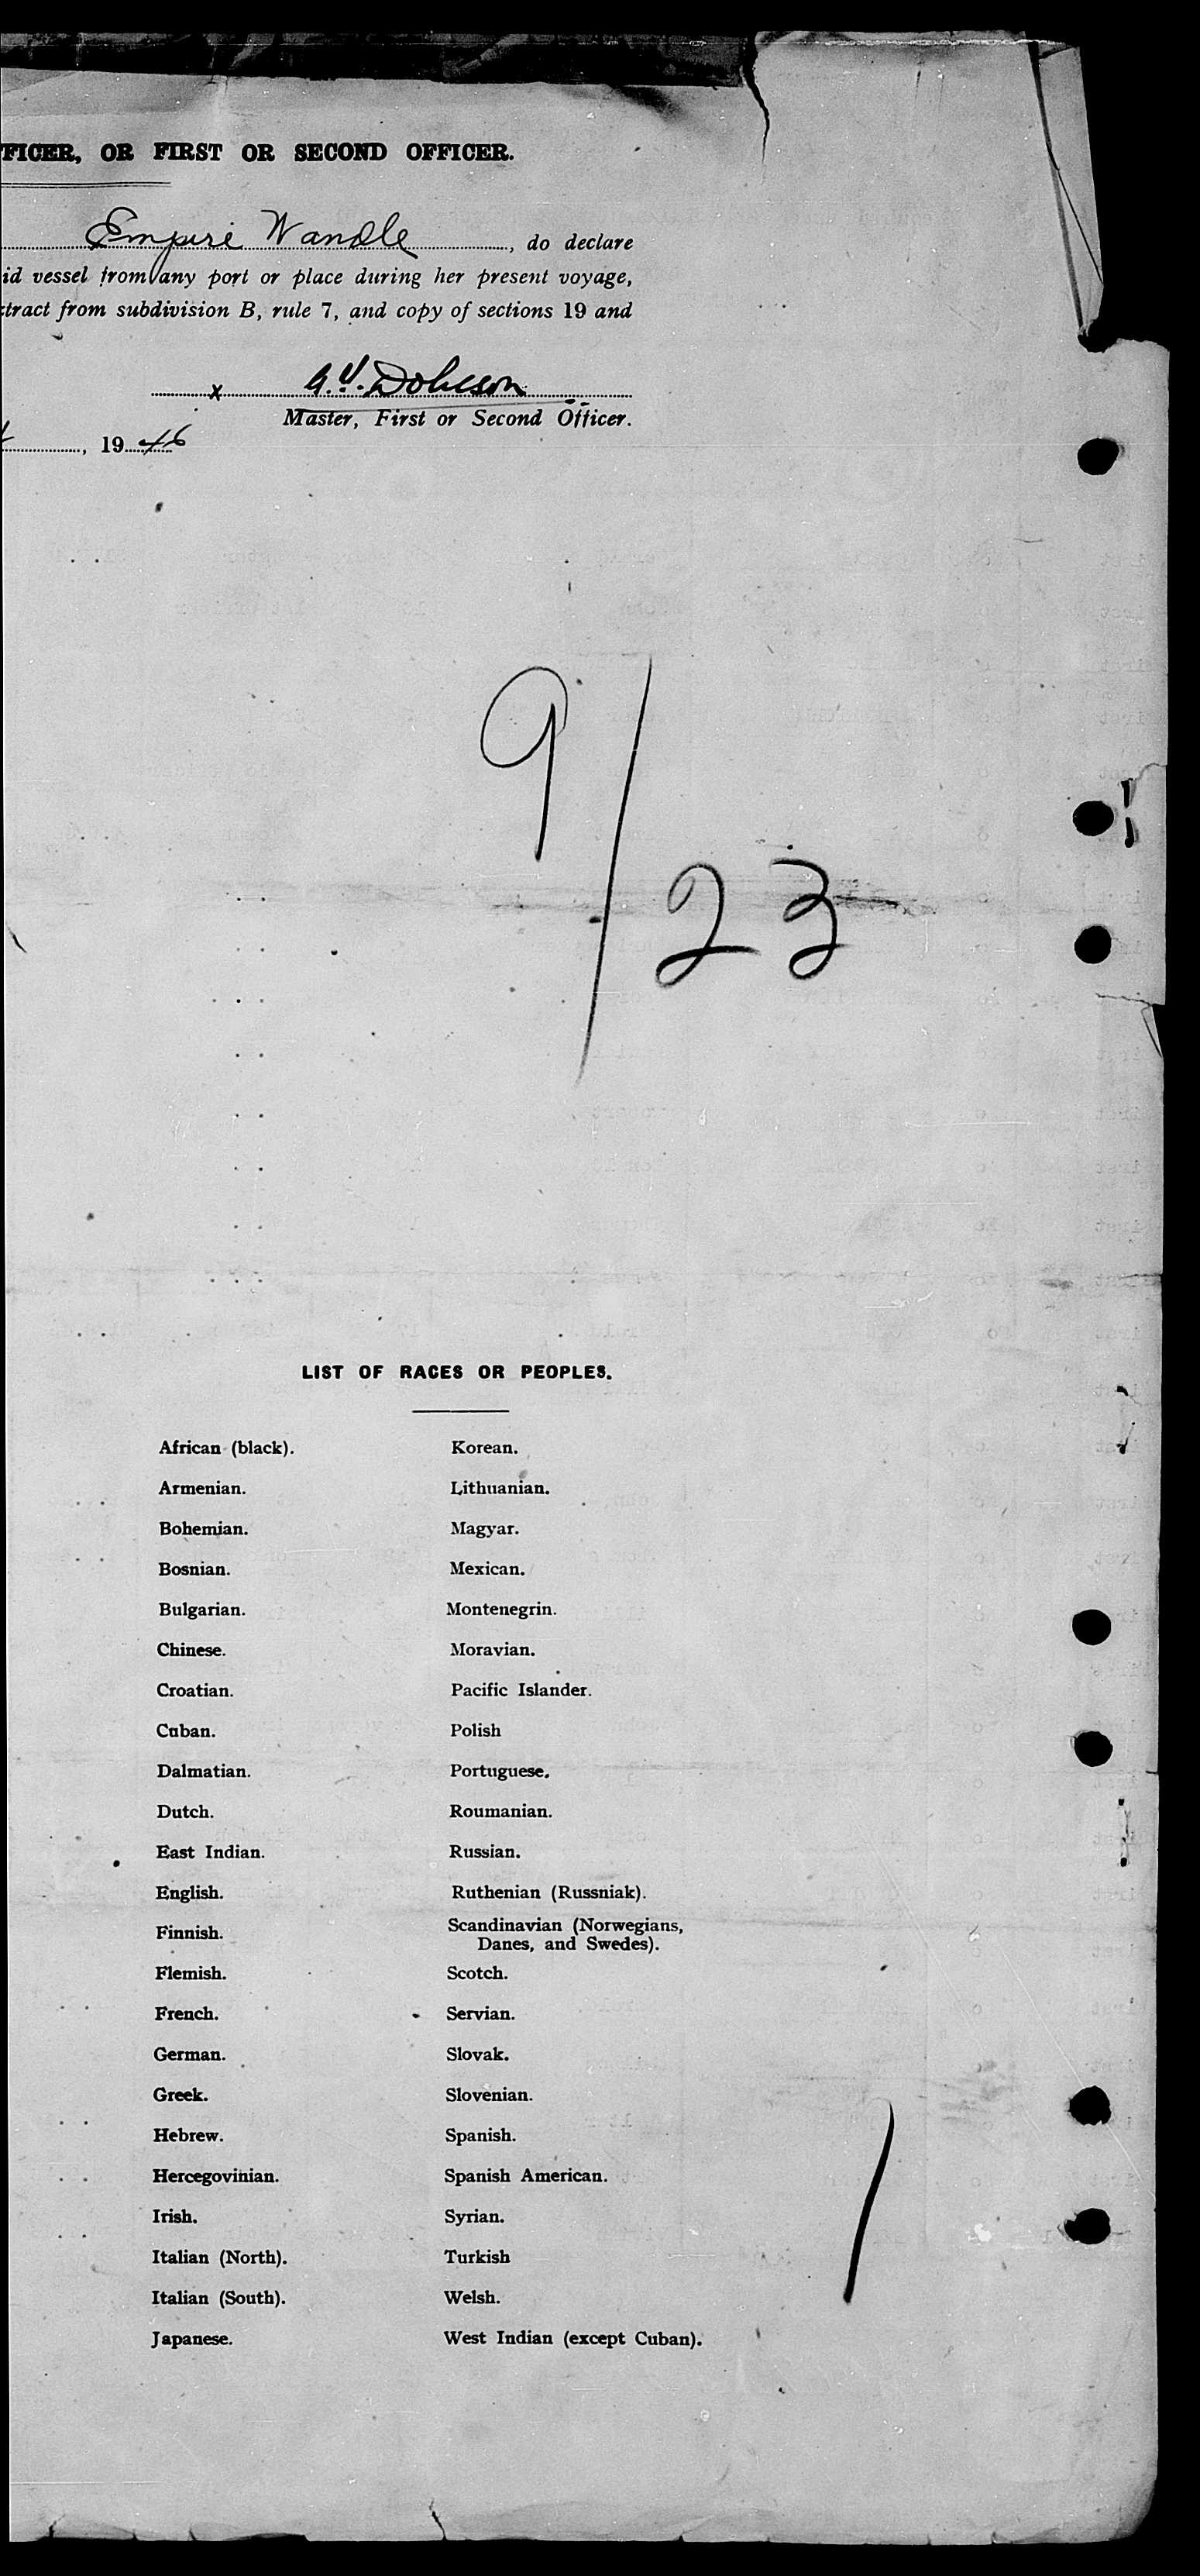 FFICER, OR FIRST OR SECOND OFFICER.
Empire Wandle, do declare
id vessel from any port or place during her present voyage,
tract from subdivision B, rule 7, and copy of sections 19 and
x Dobson
Master, First or Second Officer.
, 1946
9/23
LIST OF RACES OR PEOPLES.
African (black). Korean.
Armenian. Lithuanian.
Bohemian. Magyar.
Bosnian. Mexican.
Bulgarian. Montenegrin.
Chinese. Moravian.
Croatian. Pacific Islander.
Cuban. Polish
Dalmatian. Portuguese.
Dutch. Roumanian.
East Indian. Russian.
English. Ruthenian (Russniak).
Finnish. Scandinavian (Norwegians,
Danes, and Swedes).
Flemish. Scotch.
French. Servian.
German. Slovak.
Greek. Slovenian.
Hebrew. Spanish.
Hercegovinian. Spanish American.
Irish. Syrian.
Italian (North). Turkish
Italian (South). Welsh.
Japanese. West Indian (except Cuban).